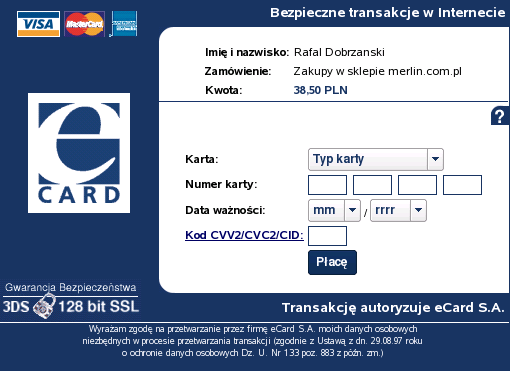 VISA MasterCard
Bezpieczne transakcje w Internecie
Imię i nazwisko: Rafal Dobrzanski
Zamówienie: Zakupy w sklepie merlin.com.pl
Kwota: 38,50 PLN
?
e
CARD
Karta: Typ karty
Numer karty:
Data ważności: mm / rrrr
Kod CVV2/CVC2/CID:
Płacę
Gwarancja Bezpieczeństwa
3DS 128 bit SSL
Transakcję autoryzuje eCard S.A.
Wyrażam zgodę na przetwarzanie przez firmę eCard S.A. moich danych osobowych
niezbędnych w procesie przetwarzania transakcji (zgodnie z Ustawą z dn. 29.08.97 roku
o ochronie danych osobowych Dz. U. Nr 133 poz. 883 z późn. zm.)